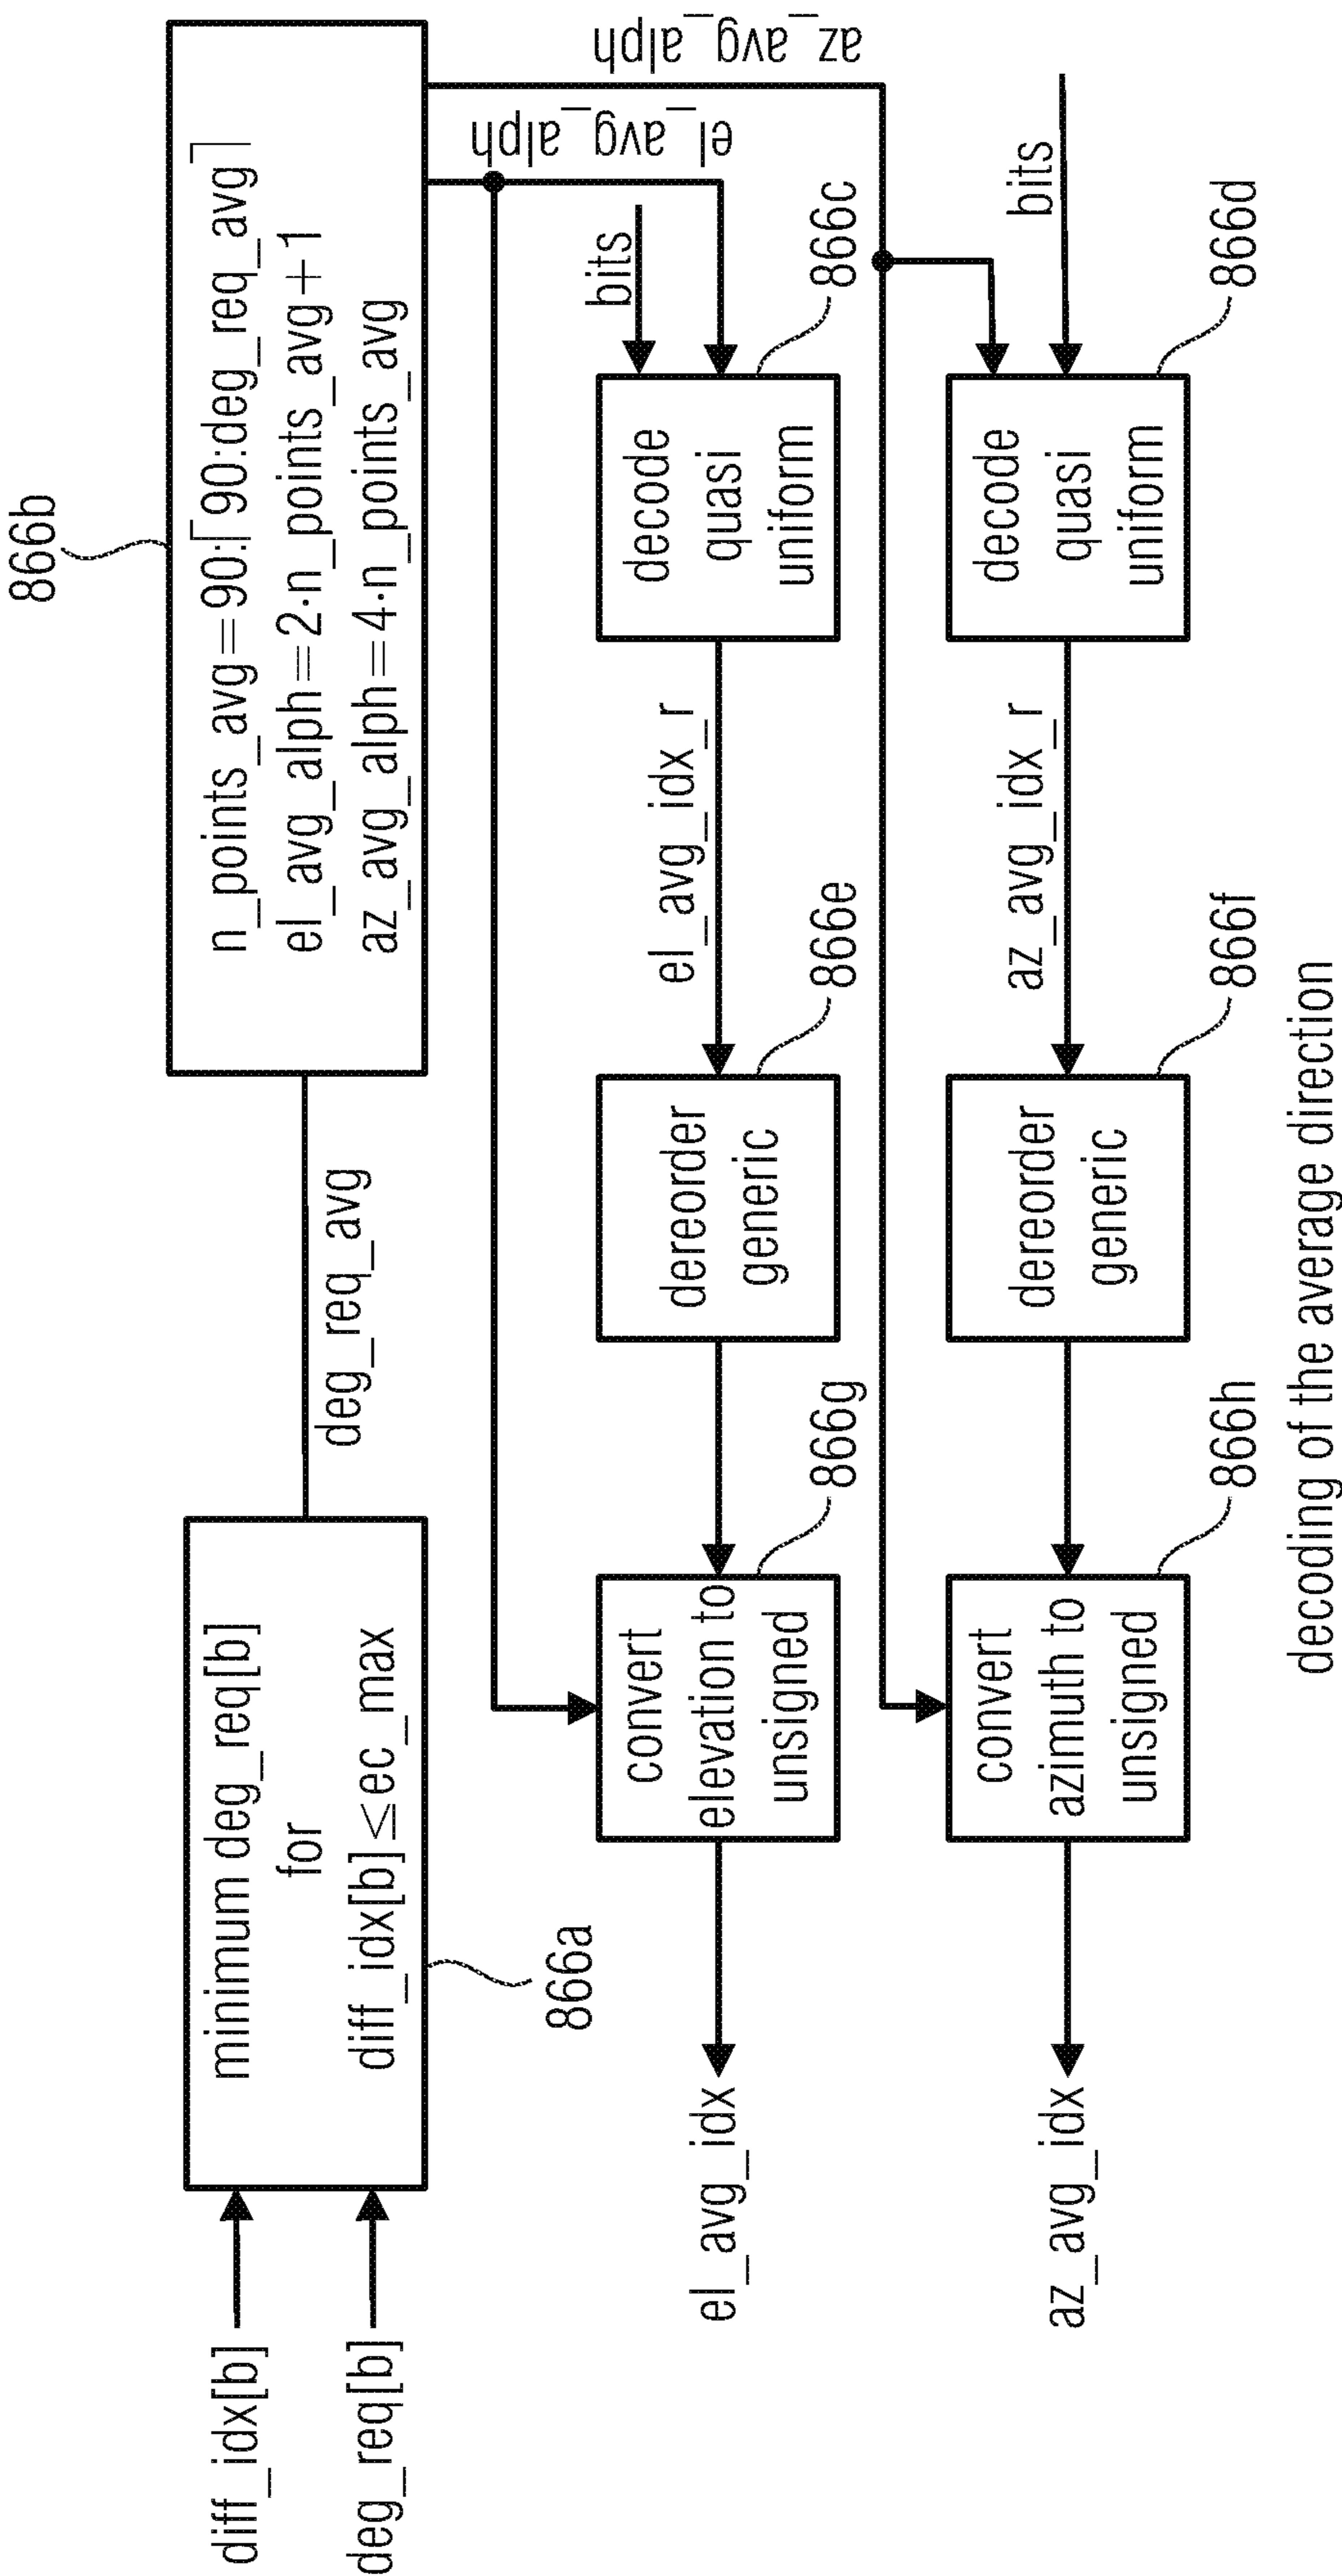 diff_idx[b]
deg_req[b]
minimum deg_req[b]
for
diff_idx[b]≤ec_max
866a
deg_req_avg
866b
n_points_avg=90:⌈90:deg_req_avg⌉
el_avg_alph=2·n_points_avg+1
az_avg_alph=4·n_points_avg
el_avg_alph
az_avg_alph
el_avg_idx
convert
elevation to
unsigned
866g
dereorder
generic
866e
el_avg_idx_r
decode
quasi
uniform
866c
bits
az_avg_idx
convert
azimuth to
unsigned
866h
dereorder
generic
866f
az_avg_idx_r
decode
quasi
uniform
866d
bits
decoding of the average direction